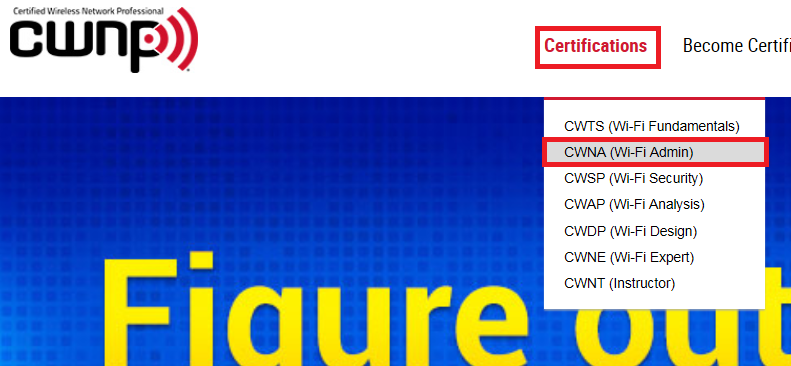 Certified Wireless Network Professional
cwnp
Certifications
Become Certifi
CWTS (Wi-Fi Fundamentals)
CWNA (Wi-Fi Admin)
CWSP (Wi-Fi Security)
CWAP (Wi-Fi Analysis)
CWDP (Wi-Fi Design)
CWNE (Wi-Fi Expert)
CWNT (Instructor)
Figure out